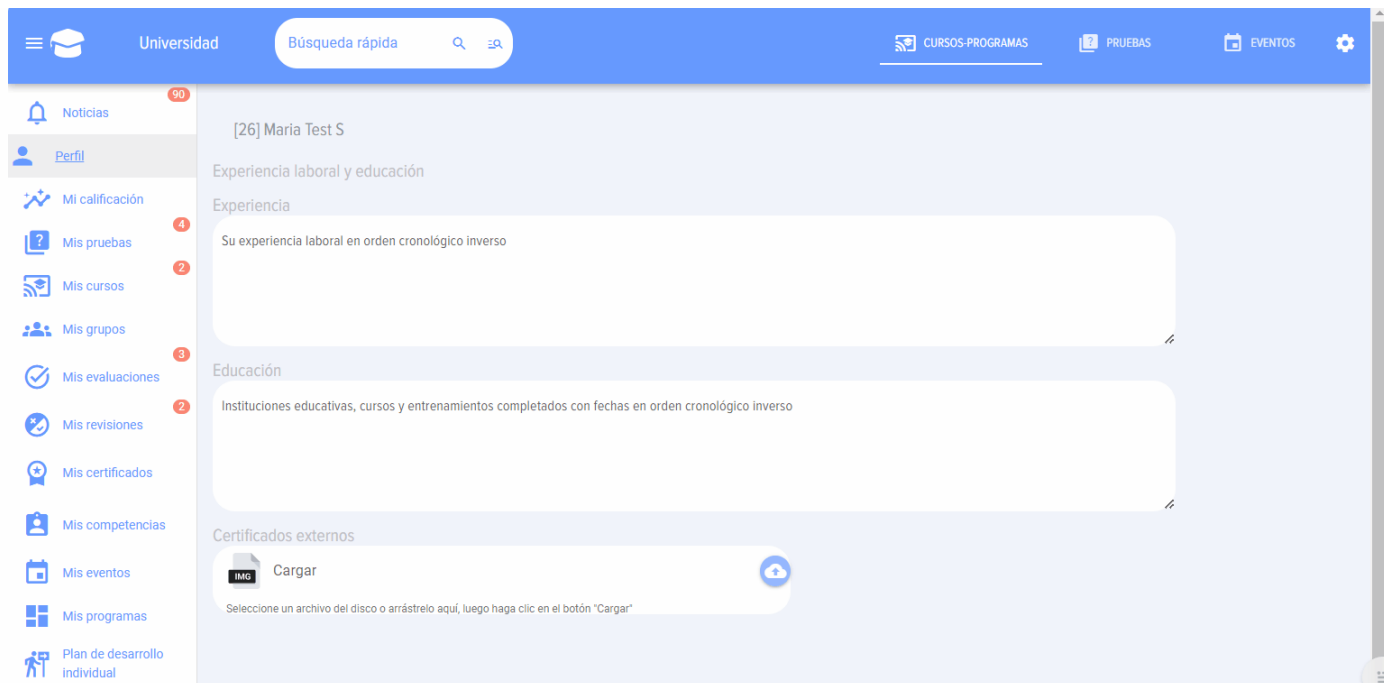 Universidad
Búsqueda rápida
CURSOS-PROGRAMAS
PRUEBAS
EVENTOS
90
Noticias
Perfil
Mi calificación
4
Mis pruebas
2
Mis cursos
Mis grupos
3
Mis evaluaciones
2
Mis revisiones
Mis certificados
Mis competencias
Mis eventos
Mis programas
Plan de desarrollo
individual
[26] Maria Test S
Experiencia laboral y educación
Experiencia
Su experiencia laboral en orden cronológico inverso
Educación
Instituciones educativas, cursos y entrenamientos completados con fechas en orden cronológico inverso
Certificados externos
IMG
Cargar
Seleccione un archivo del disco o arrástrelo aquí, luego haga clic en el botón "Cargar"